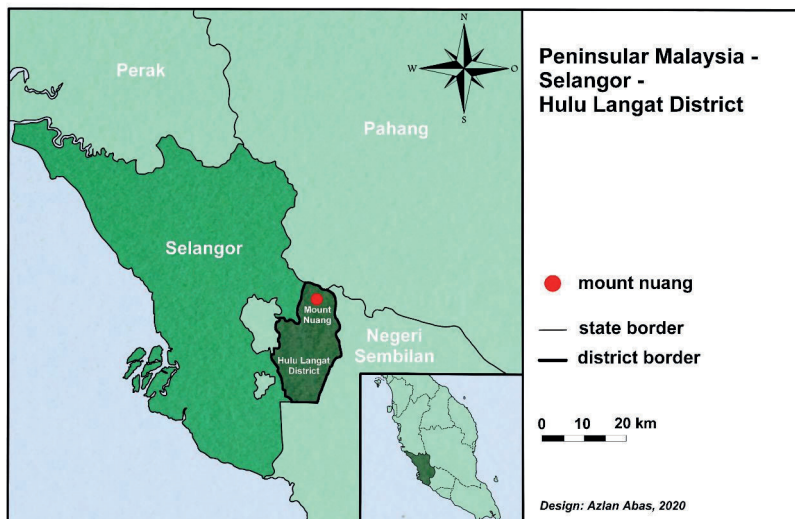 Perak
Pahang
Selangor
Mount
Nuang
Negeri
Sembilan
Hulu Langat
District
N
W
O
S
Peninsular Malaysia -
Selangor -
Hulu Langat District
mount nuang
state border
district border
0 10 20 km
Design: Azlan Abas, 2020